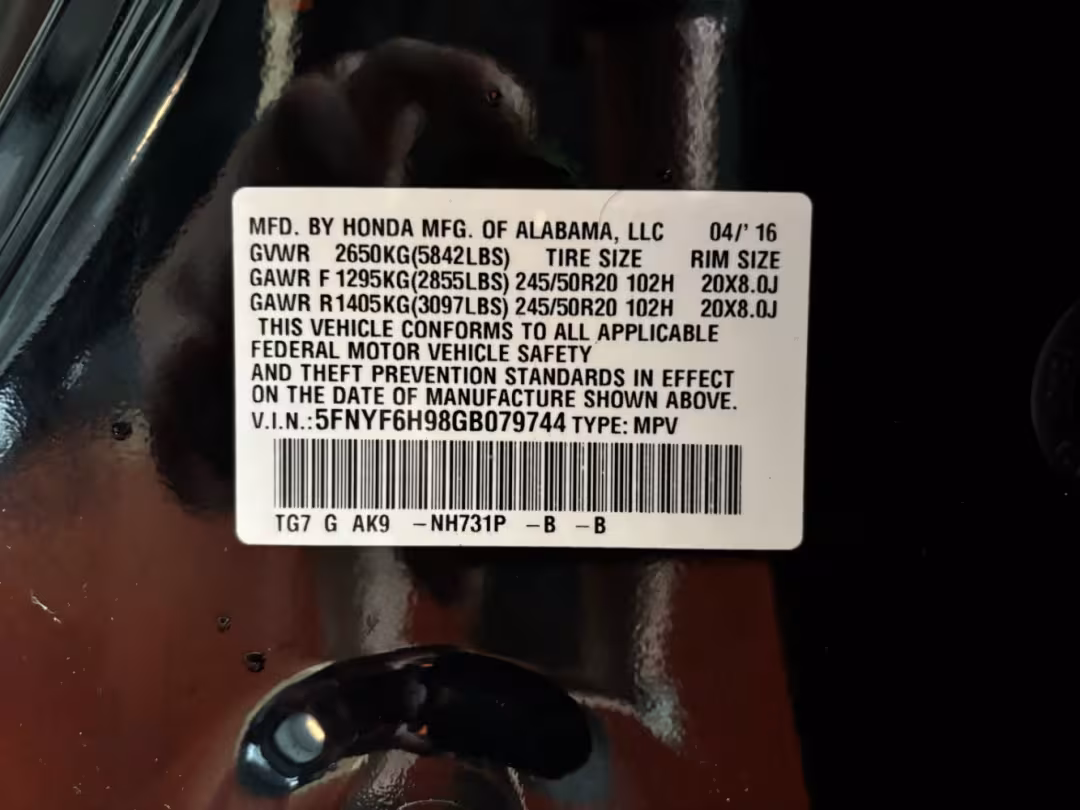 MFD. BY HONDA MFG. OF ALABAMA, LLC 04/' 16
GVWR 2650KG(5842LBS) TIRE SIZE RIM SIZE
GAWR F 1295KG(2855LBS) 245/50R20 102H 20X8.0J
GAWR R1405KG(3097LBS) 245/50R20 102H 20X8.0J
THIS VEHICLE CONFORMS TO ALL APPLICABLE
FEDERAL MOTOR VEHICLE SAFETY
AND THEFT PREVENTION STANDARDS IN EFFECT
ON THE DATE OF MANUFACTURE SHOWN ABOVE.
V.I.N.:5FNYF6H98GB079744 TYPE: MPV
TG7 G AK9 -NH731P -B -B